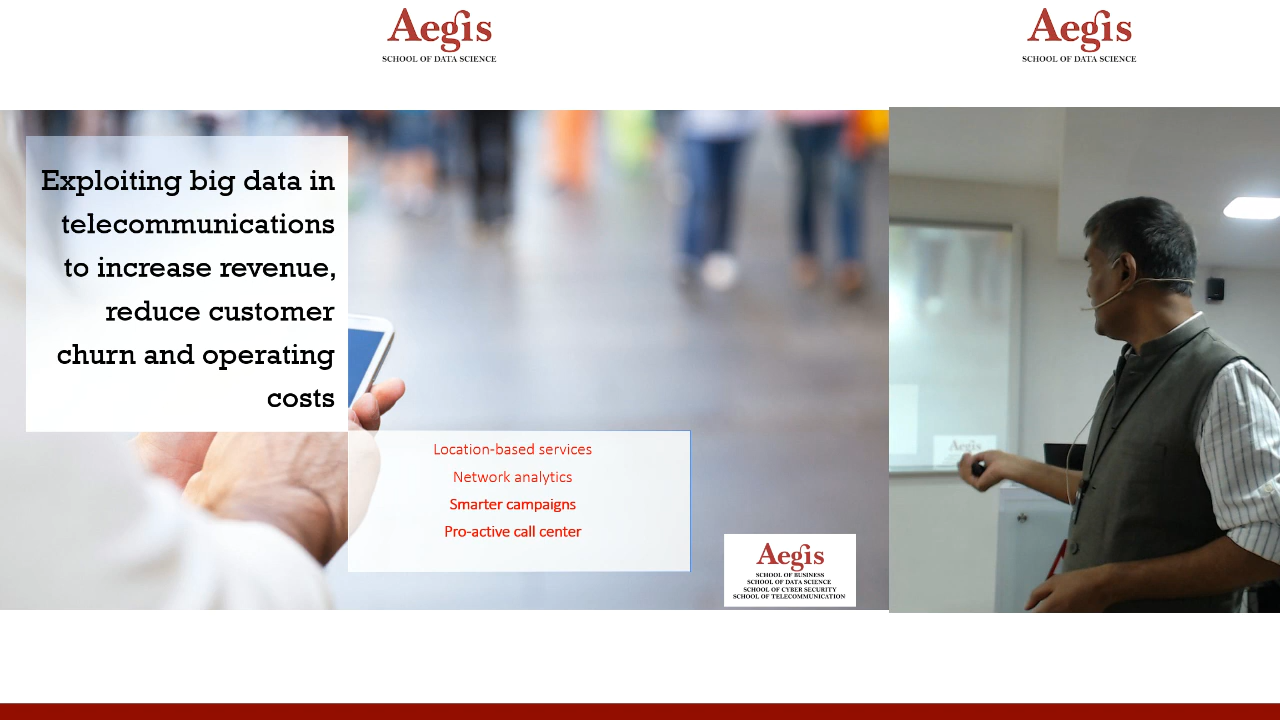 Aegis
SCHOOL OF DATA SCIENCE
Aegis
SCHOOL OF DATA SCIENCE
Exploiting big data in
telecommunications
to increase revenue,
reduce customer
churn and operating
costs
Location-based services
Network analytics
Smarter campaigns
Pro-active call center
Aegis
SCHOOL OF BUSINESS
SCHOOL OF DATA SCIENCE
SCHOOL OF CYBER SECURITY
SCHOOL OF TELECOMMUNICATION
Aegis